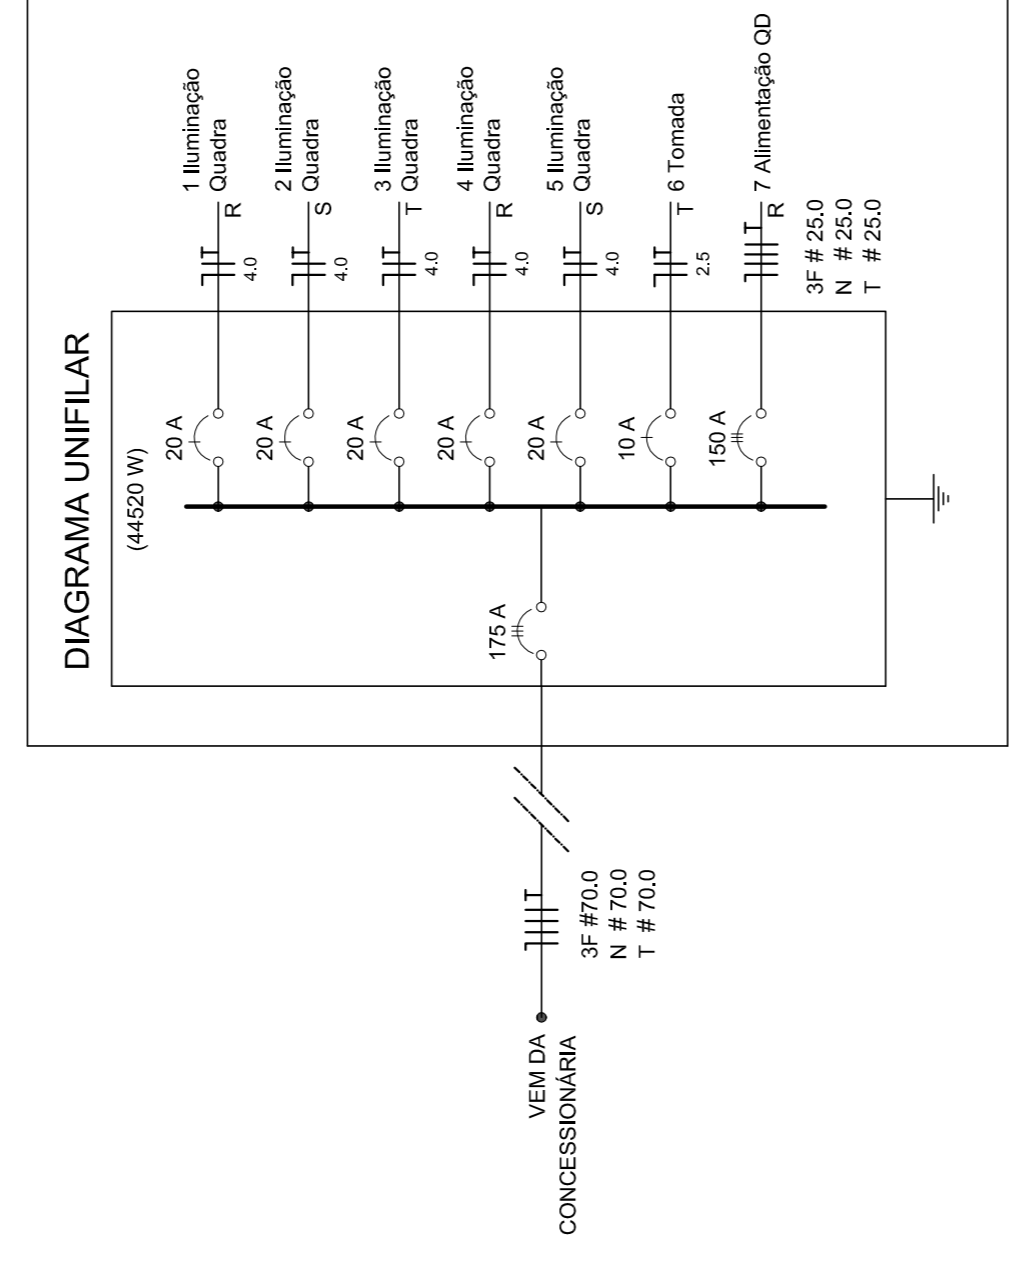 DIAGRAMA UNIFILAR
(44520 W)
20 A
4.0
R
1 Iluminação
Quadra
20 A
4.0
S
2 Iluminação
Quadra
20 A
4.0
T
3 Iluminação
Quadra
20 A
4.0
R
4 Iluminação
Quadra
20 A
4.0
S
5 Iluminação
Quadra
10 A
2.5
T
6 Tomada
150 A
R
7 Alimentação QD
3F # 25.0
N # 25.0
T # 25.0
175 A
3F #70.0
N # 70.0
T # 70.0
VEM DA
CONCESSIONÁRIA